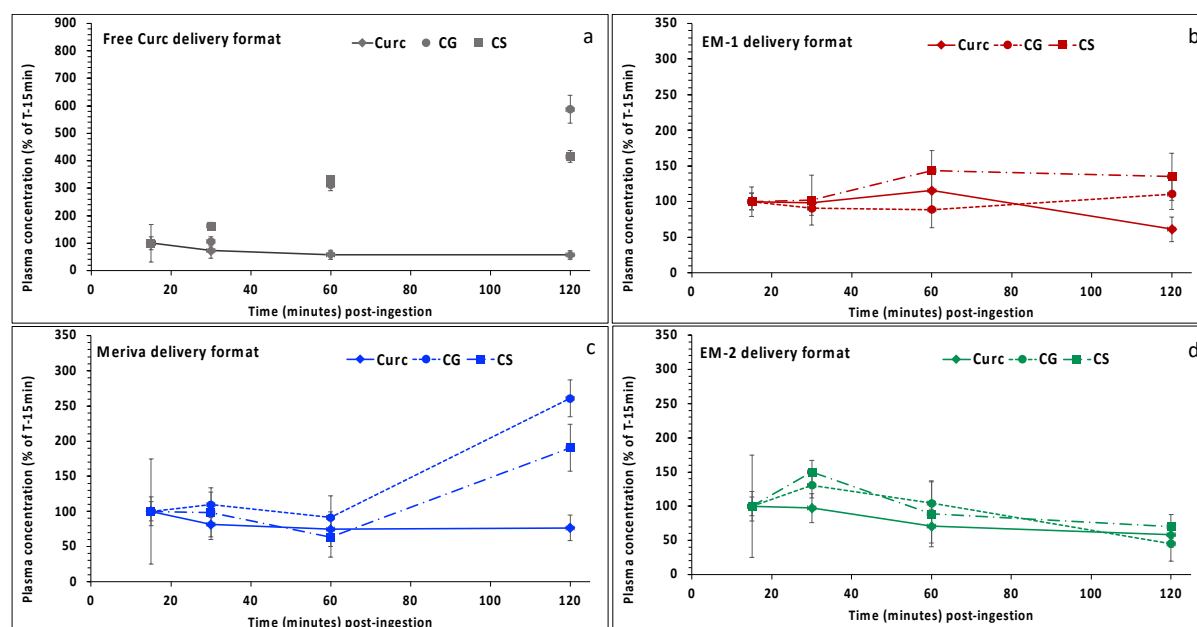 Free Curc delivery format
a
Curc CG CS
Plasma concentration (% of T-15min)
900
800
700
600
500
400
300
200
100
0
0 20 40 60 80 100 120
Time (minutes) post-ingestion
EM-1 delivery format
b
Curc CG CS
Plasma concentration (% of T-15min)
350
300
250
200
150
100
50
0
0 20 40 60 80 100 120
Time (minutes) post-ingestion
Meriva delivery format
c
Curc CG CS
Plasma concentration (% of T-15min)
350
300
250
200
150
100
50
0
0 20 40 60 80 100 120
Time (minutes) post-ingestion
EM-2 delivery format
d
Curc CG CS
Plasma concentration (% of T-15min)
350
300
250
200
150
100
50
0
0 20 40 60 80 100 120
Time (minutes) post-ingestion